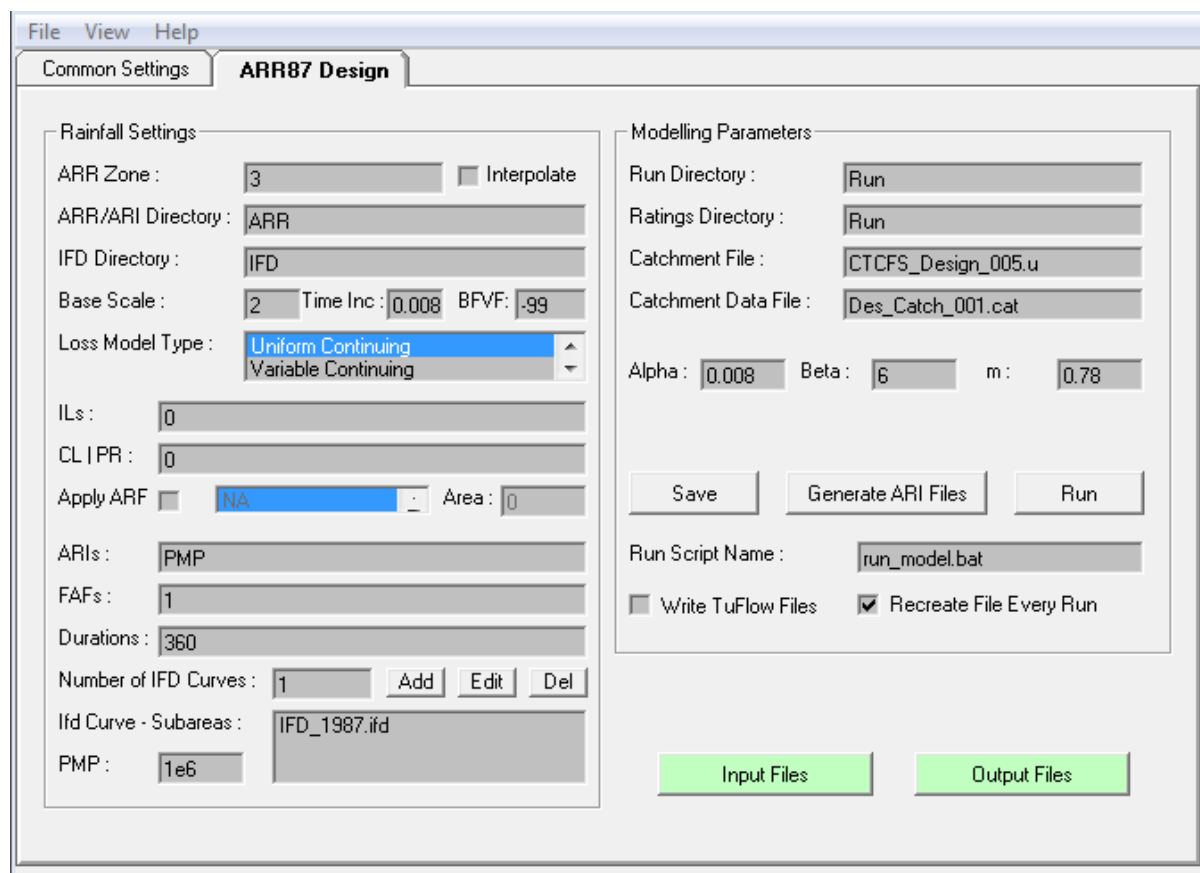 File View Help
Common Settings ARR87 Design
Rainfall Settings
ARR Zone : 3 Interpolate
ARR/ARI Directory : ARR
IFD Directory : IFD
Base Scale : 2 Time Inc : 0.008 BFVF: -99
Loss Model Type : Uniform Continuing
Variable Continuing
ILs : 0
CL | PR : 0
Apply ARF NA Area : 0
ARIs : PMP
FAFs : 1
Durations : 360
Number of IFD Curves : 1 Add Edit Del
Ifd Curve - Subareas : IFD_1987.ifd
PMP : 1e6
Modelling Parameters
Run Directory : Run
Ratings Directory : Run
Catchment File : CTCFS_Design_005.u
Catchment Data File : Des_Catch_001.cat
Alpha : 0.008 Beta : 6 m : 0.78
Save Generate ARI Files Run
Run Script Name : run_model.bat
Write TuFlow Files Recreate File Every Run
Input Files Output Files